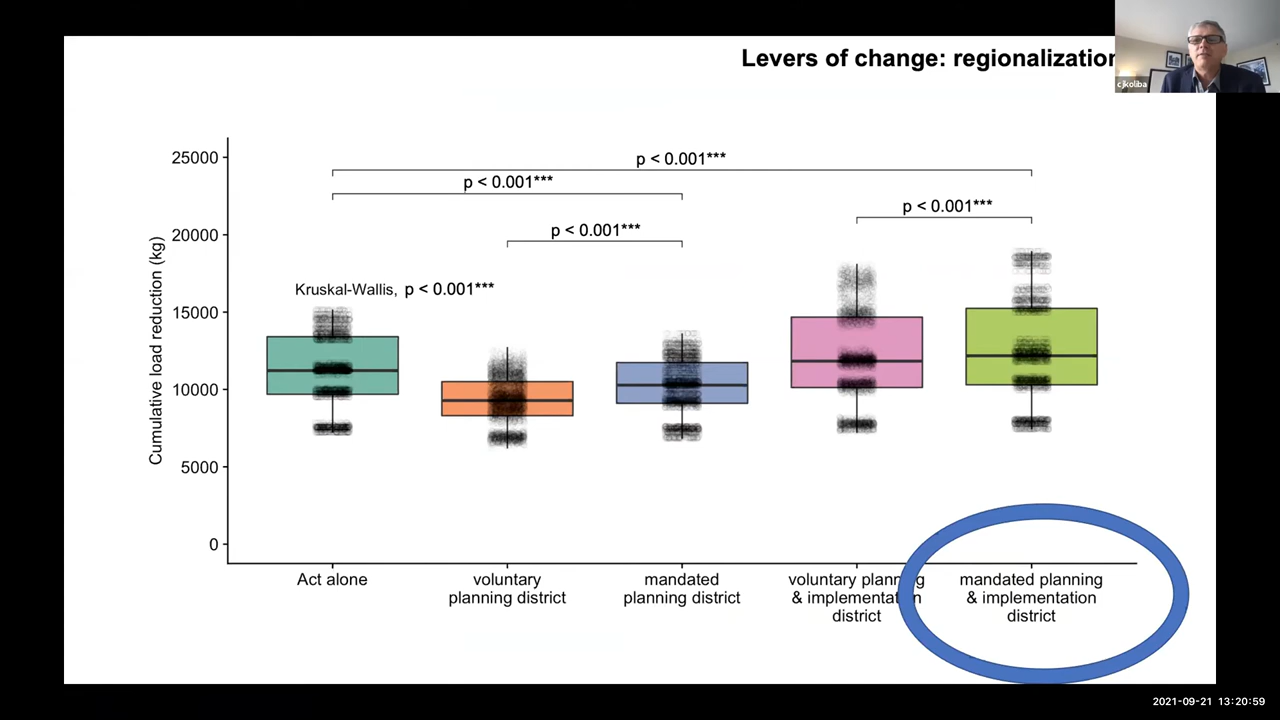 Levers of change: regionalization
cjkoliba
25000
20000
15000
10000
5000
0
Cumulative load reduction (kg)
p < 0.001***
p < 0.001***
p < 0.001***
p < 0.001***
Kruskal-Wallis, p < 0.001***
Act alone
voluntary
planning district
mandated
planning district
voluntary planning
& implementation
district
mandated planning
& implementation
district
2021-09-21 13:20:59